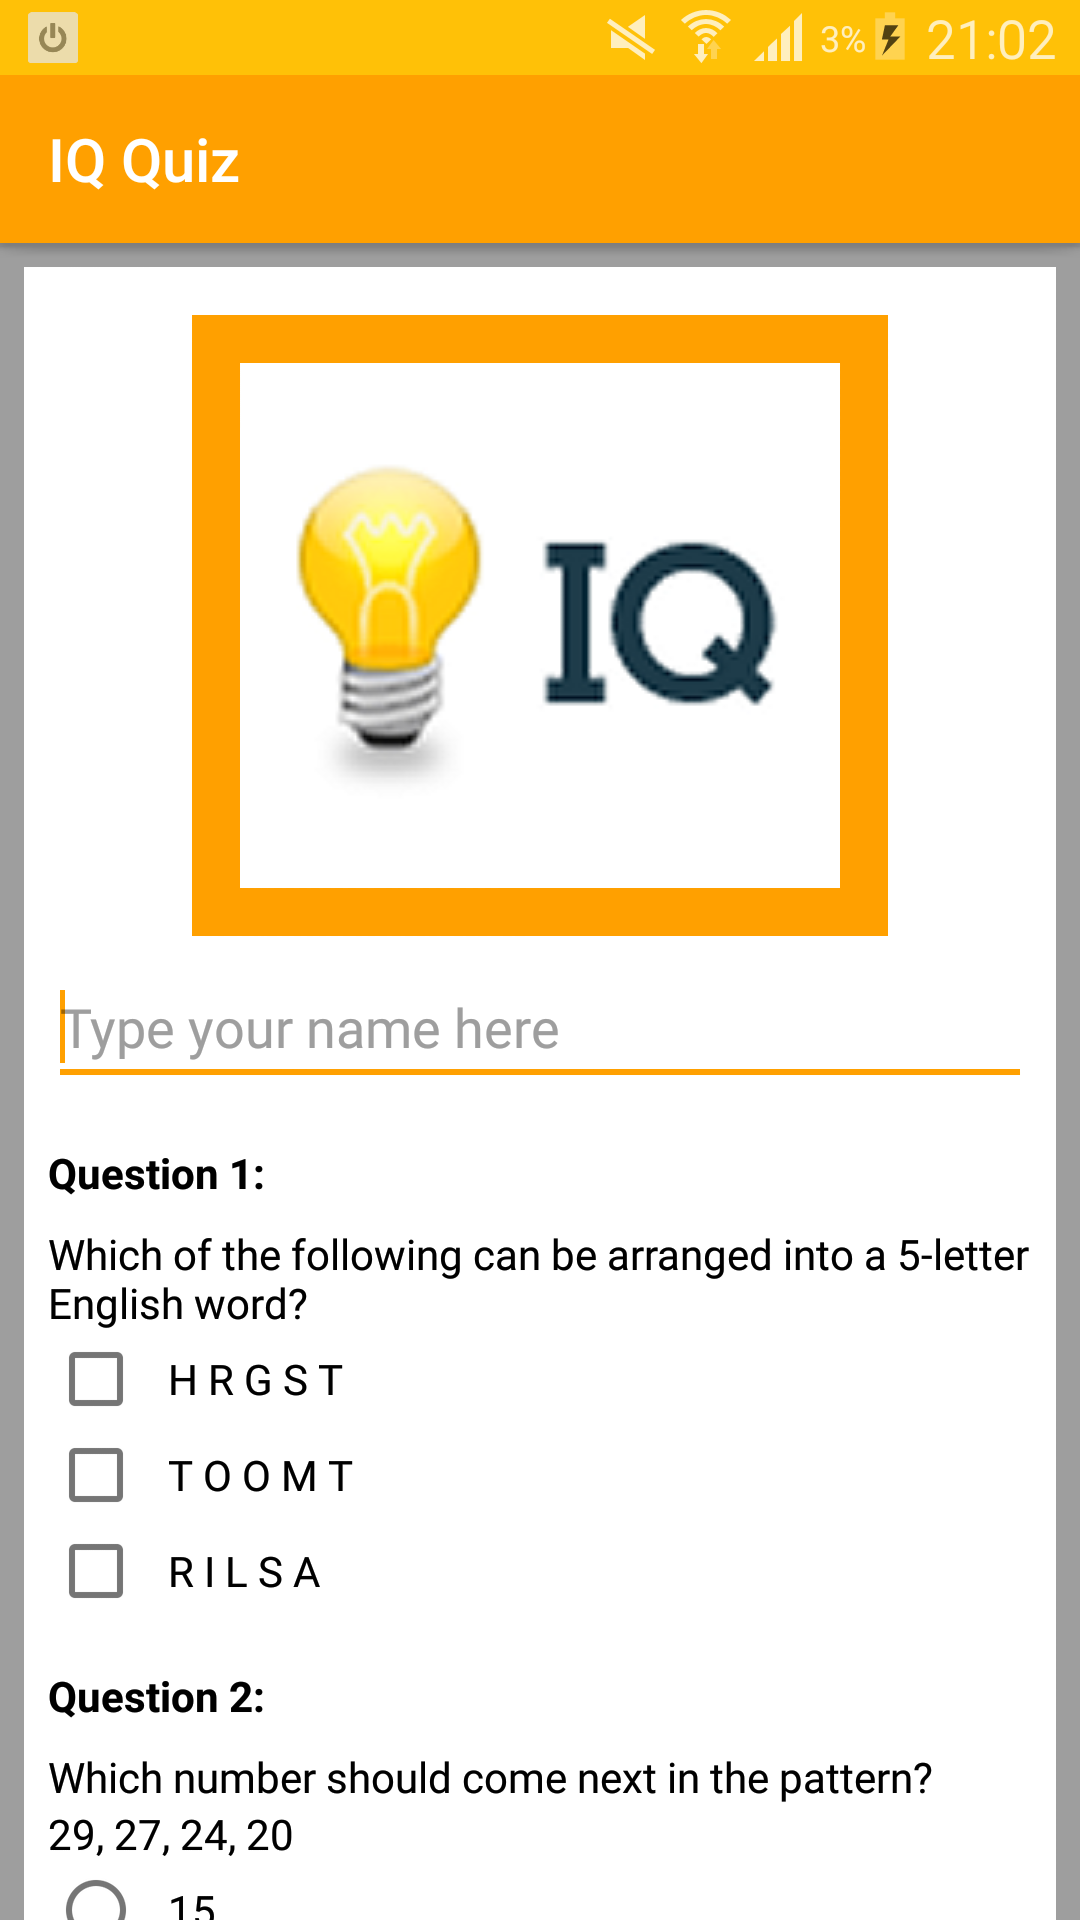 3% 21:02
IQ Quiz
IQ
Type your name here
Question 1:
Which of the following can be arranged into a 5-letter
English word?
H R G S T
T O O M T
R I L S A
Question 2:
Which number should come next in the pattern?
29, 27, 24, 20
15